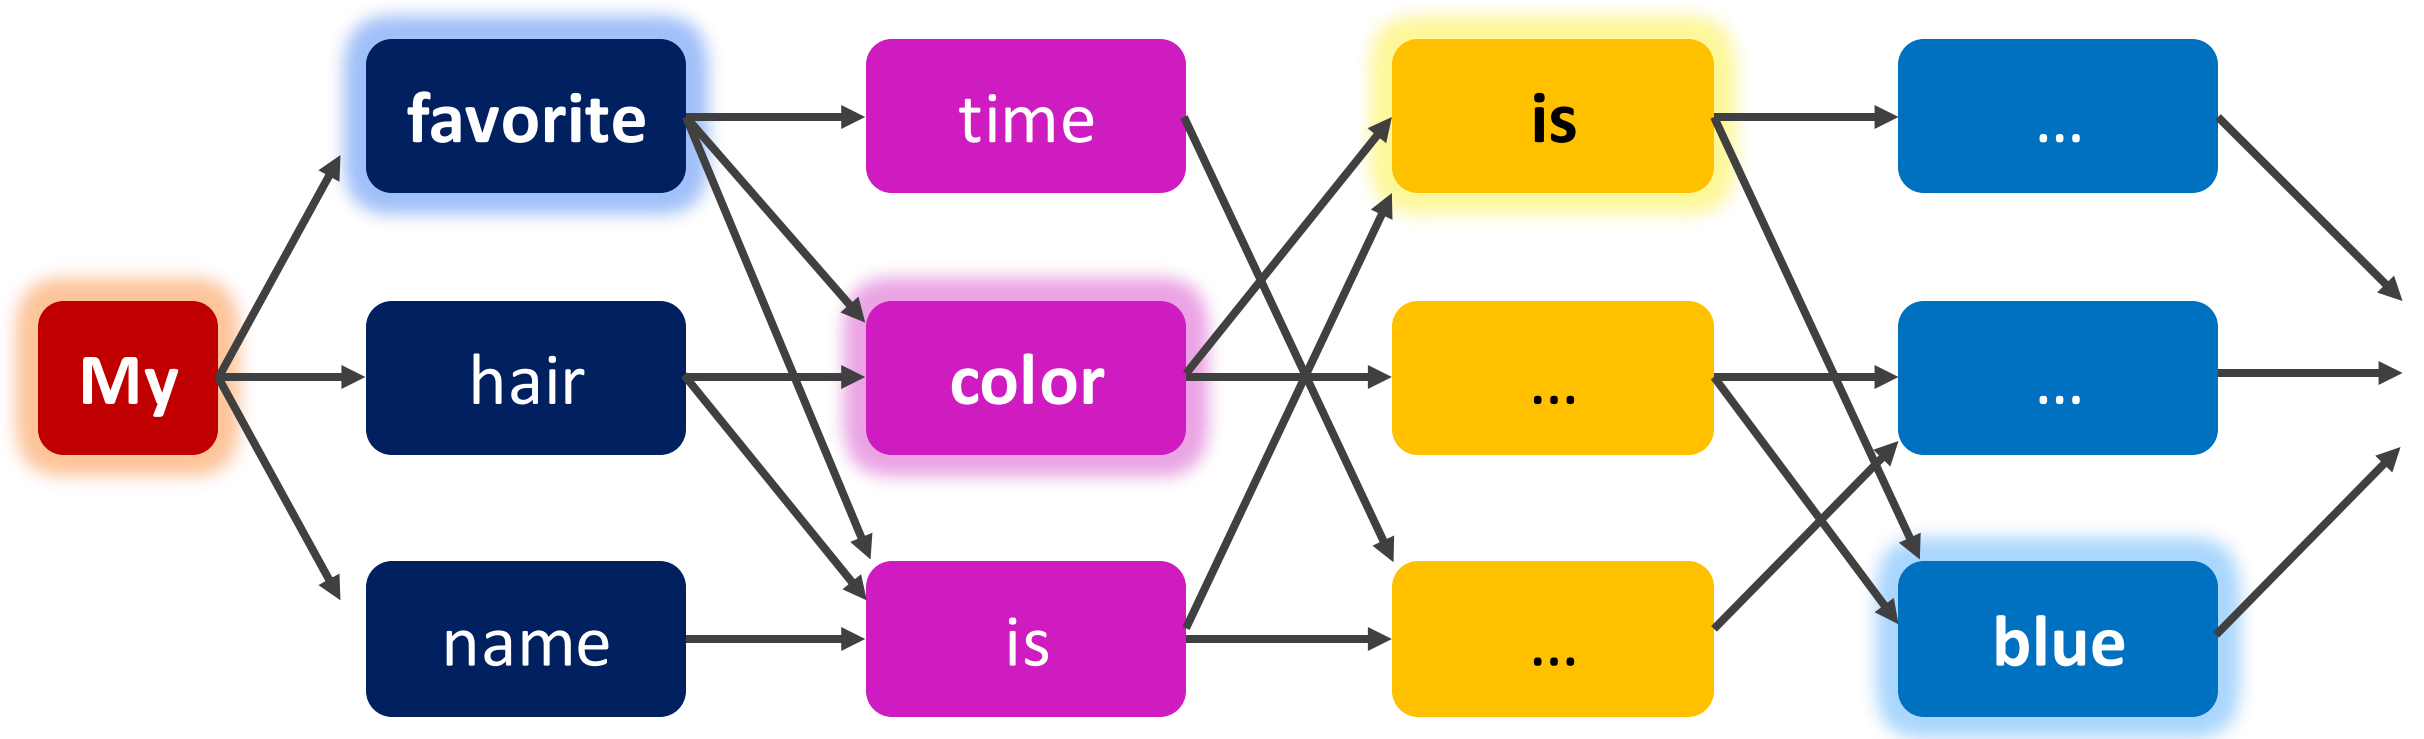 favorite
time
is
...
My
hair
color
...
...
name
is
...
blue